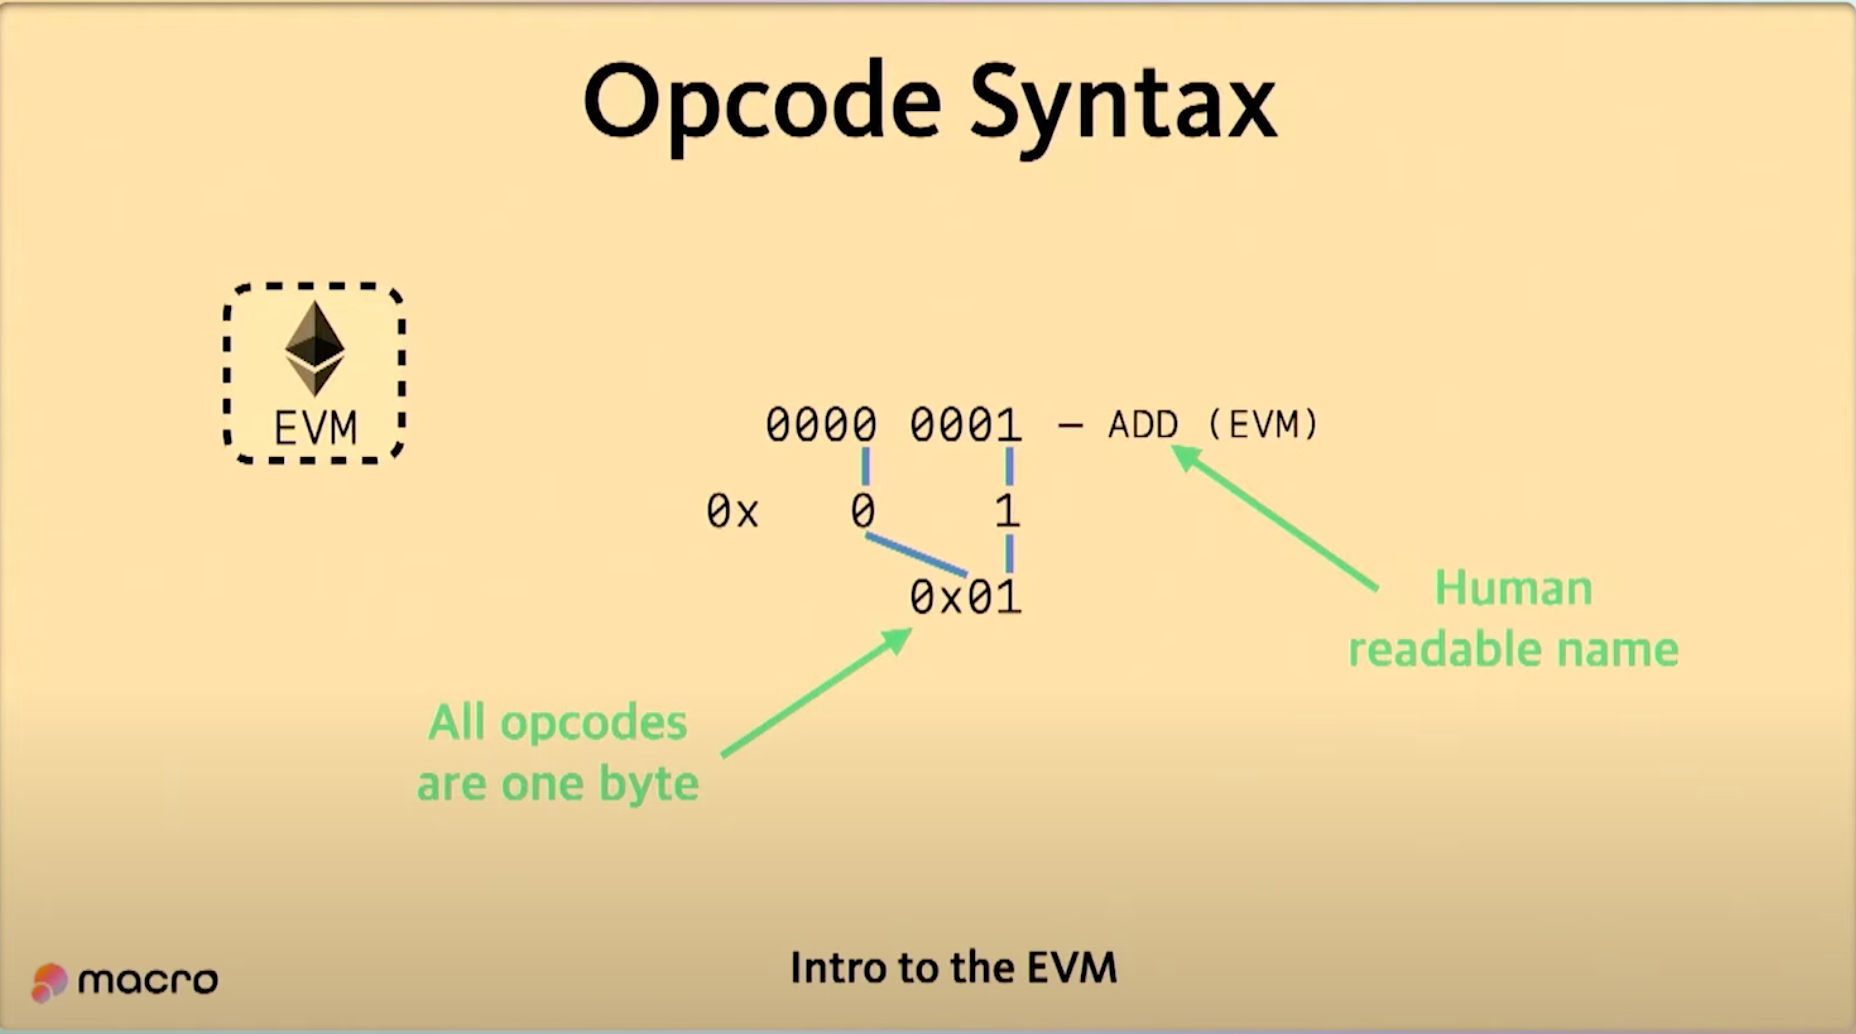 Opcode Syntax
EVM
0000 0001 – ADD (EVM)
0x 0 1
0x01
Human
readable name
All opcodes
are one byte
macro
Intro to the EVM